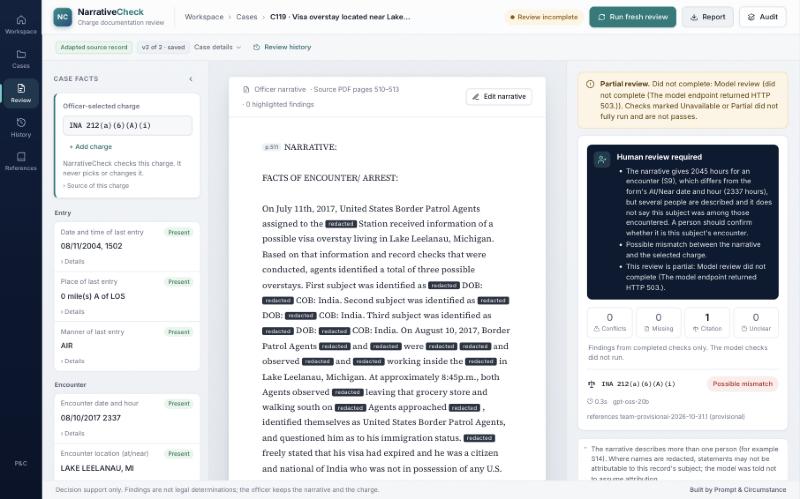 Workspace
Cases
Review
History
References
P&C
NC NarrativeCheck
Charge documentation review
Workspace › Cases › C119 · Visa overstay located near Lake...
Review incomplete
Run fresh review
Report
Audit
Adapted source record
v2 of 2 · saved
Case details
Review history
CASE FACTS
Officer-selected charge
INA 212(a)(6)(A)(i)
+ Add charge
NarrativeCheck checks this charge. It
never picks or changes it.
› Source of this charge
Entry
Date and time of last entry Present
08/11/2004, 1502
› Details
Place of last entry Present
0 mile(s) A of LOS
› Details
Manner of last entry Present
AIR
› Details
Encounter
Encounter date and hour Present
08/10/2017 2337
› Details
Encounter location (at/near) Present
LAKE LEELANAU, MI
Officer narrative · Source PDF pages 510–513
· 0 highlighted findings
Edit narrative
p.511 NARRATIVE:
FACTS OF ENCOUNTER/ ARREST:
On July 11th, 2017, United States Border Patrol Agents
assigned to the redacted Station received information of a
possible visa overstay living in Lake Leelanau, Michigan.
Based on that information and record checks that were
conducted, agents identified a total of three possible
overstays. First subject was identified as redacted DOB:
redacted COB: India. Second subject was identified as redacted
DOB: redacted COB: India. Third subject was identified as
redacted DOB: redacted COB: India. On August 10, 2017, Border
Patrol Agents redacted and redacted were redacted redacted and
observed redacted and redacted working inside the redacted in
Lake Leelanau, Michigan. At approximately 8:45p.m., both
Agents observed redacted leaving that grocery store and
walking south on redacted Agents approached redacted ,
identified themselves as United States Border Patrol Agents,
and questioned him as to his immigration status. redacted
freely stated that his visa had expired and he was a citizen
and national of India who was not in possession of any U.S.
Partial review. Did not complete: Model review (did
not complete (The model endpoint returned HTTP
503.)). Checks marked Unavailable or Partial did not
fully run and are not passes.
Human review required
• The narrative gives 2045 hours for an
encounter (S9), which differs from the
form's At/Near date and hour (2337 hours),
but several people are described and it does
not say this subject was among those
encountered. A person should confirm
whether it is this subject's encounter.
• Possible mismatch between the narrative
and the selected charge.
• This review is partial: Model review did not
complete (The model endpoint returned
HTTP 503.).
0 0 1 0
Conflicts Missing Citation Unclear
Findings from completed checks only. The model checks
did not run.
INA 212(a)(6)(A)(i) Possible mismatch
0.3s gpt-oss-20b
references team-provisional-2026-10-31.1 (provisional)
The narrative describes more than one person (for example
S14). Where names are redacted, statements may not be
attributable to this record's subject; the model was told not
to assume attribution.
Decision support only. Findings are not legal determinations; the officer keeps the narrative and the charge.
Built by Prompt & Circumstance